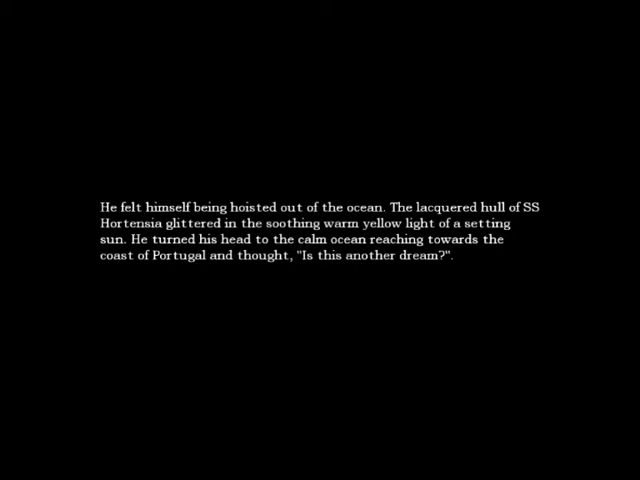 He felt himself being hoisted out of the ocean. The lacquered hull of SS
Hortensia glittered in the soothing warm yellow light of a setting
sun. He turned his head to the calm ocean reaching towards the
coast of Portugal and thought, "Is this another dream?".